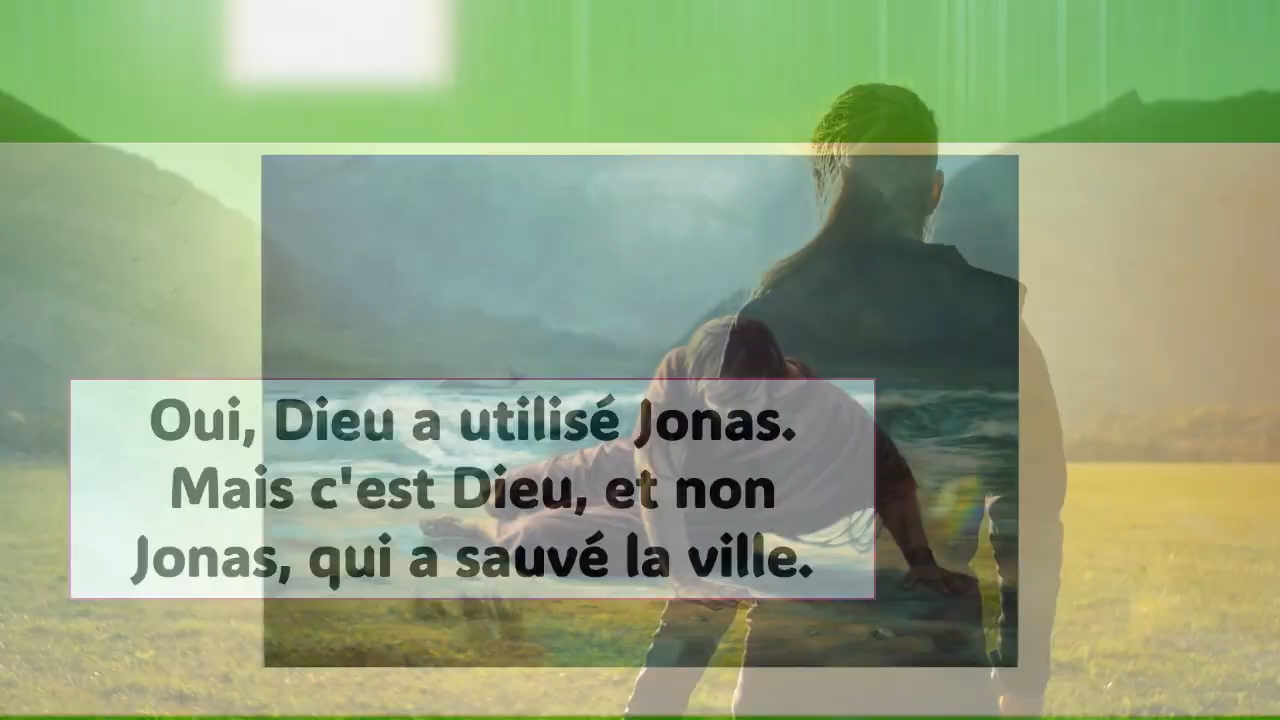 Oui, Dieu a utilisé Jonas.
Mais c'est Dieu, et non
Jonas, qui a sauvé la ville.